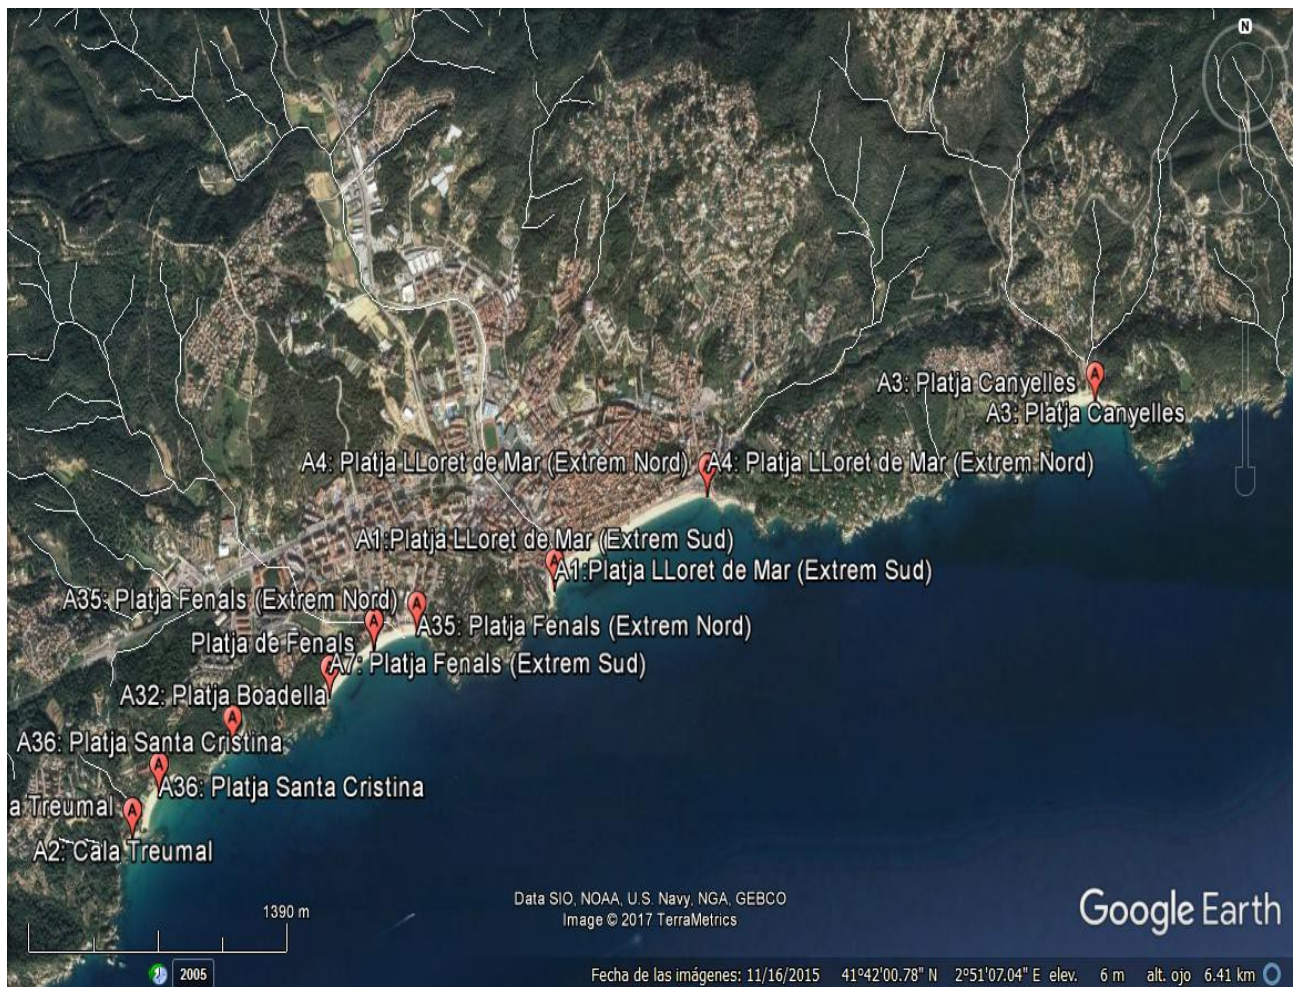 N
A3: Platja Canyelles
A3: Platja Canyelles
A4: Platja LLoret de Mar (Extrem Nord)
A4: Platja LLoret de Mar (Extrem Nord)
A1:Platja LLoret de Mar (Extrem Sud)
A1:Platja LLoret de Mar (Extrem Sud)
A35: Platja Fenals (Extrem Nord)
A35: Platja Fenals (Extrem Nord)
Platja de Fenals
A7: Platja Fenals (Extrem Sud)
A32: Platja Boadella
A36: Platja Santa Cristina
A36: Platja Santa Cristina
a Treumal
A2: Cala Treumal
A
A
A
A
A
A
A
A
A
1390 m
Data SIO, NOAA, U.S. Navy, NGA, GEBCO
Image © 2017 TerraMetrics
Google Earth
2005
Fecha de las imágenes: 11/16/2015 41°42'00.78" N 2°51'07.04" E elev. 6 m alt. ojo 6.41 km